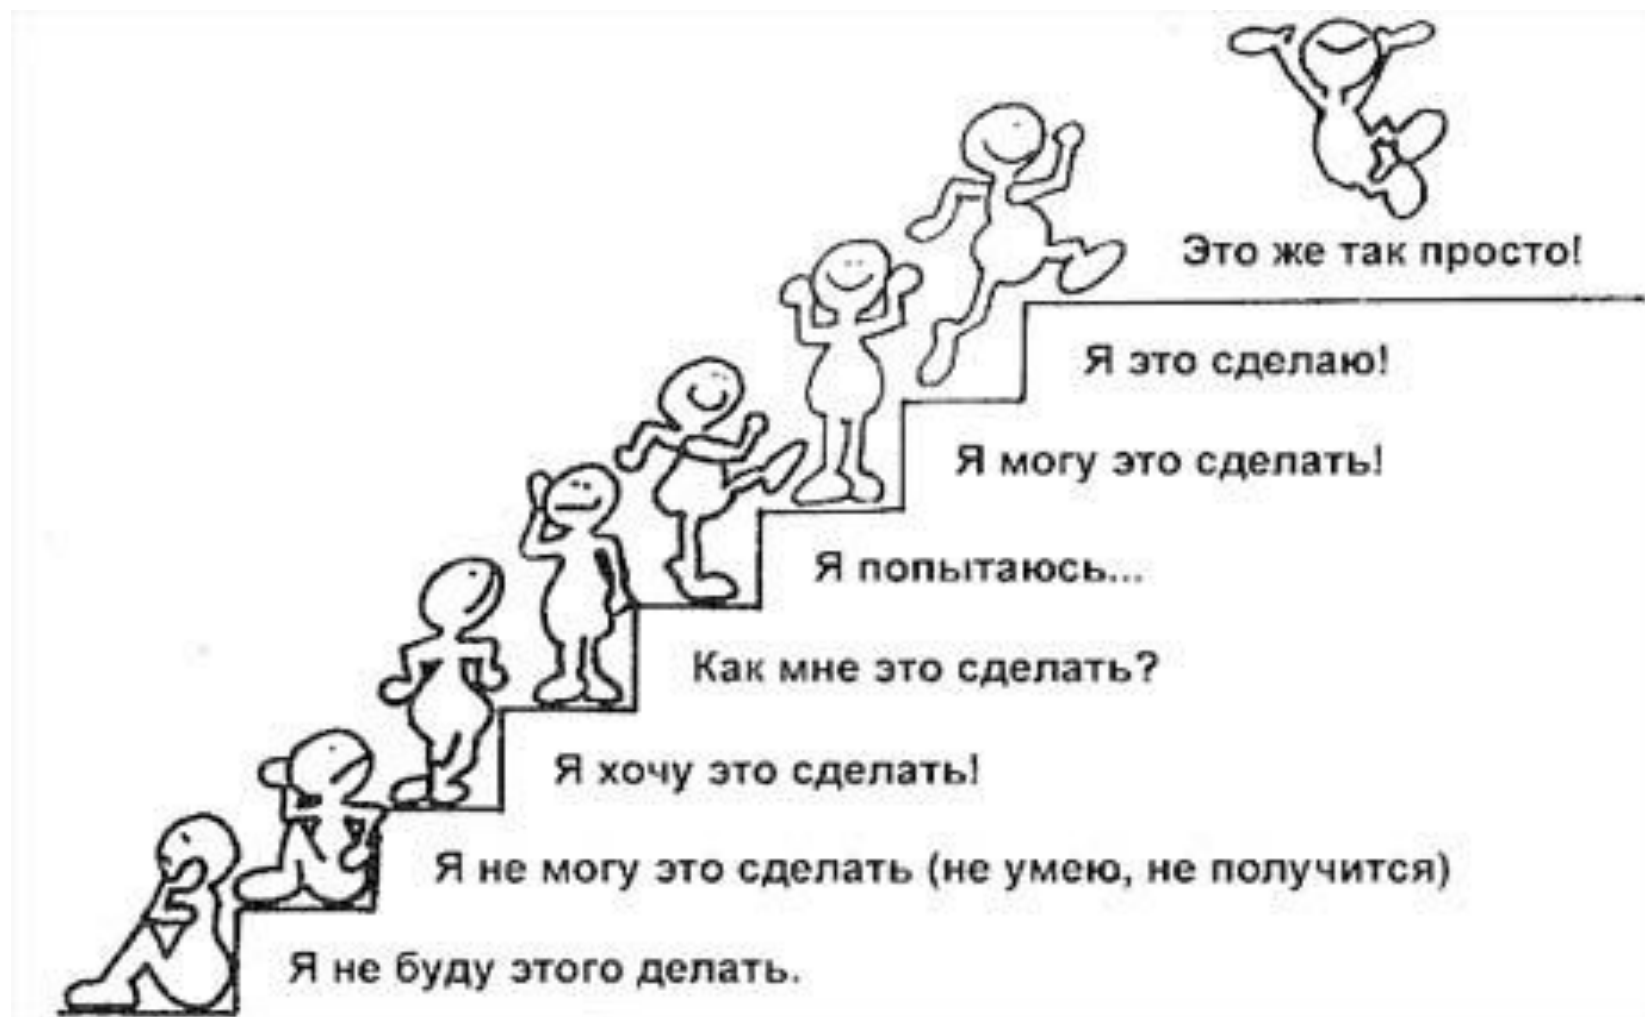 Это же так просто!
Я это сделаю!
Я могу это сделать!
Я попытаюсь...
Как мне это сделать?
Я хочу это сделать!
Я не могу это сделать (не умею, не получится)
Я не буду этого делать.